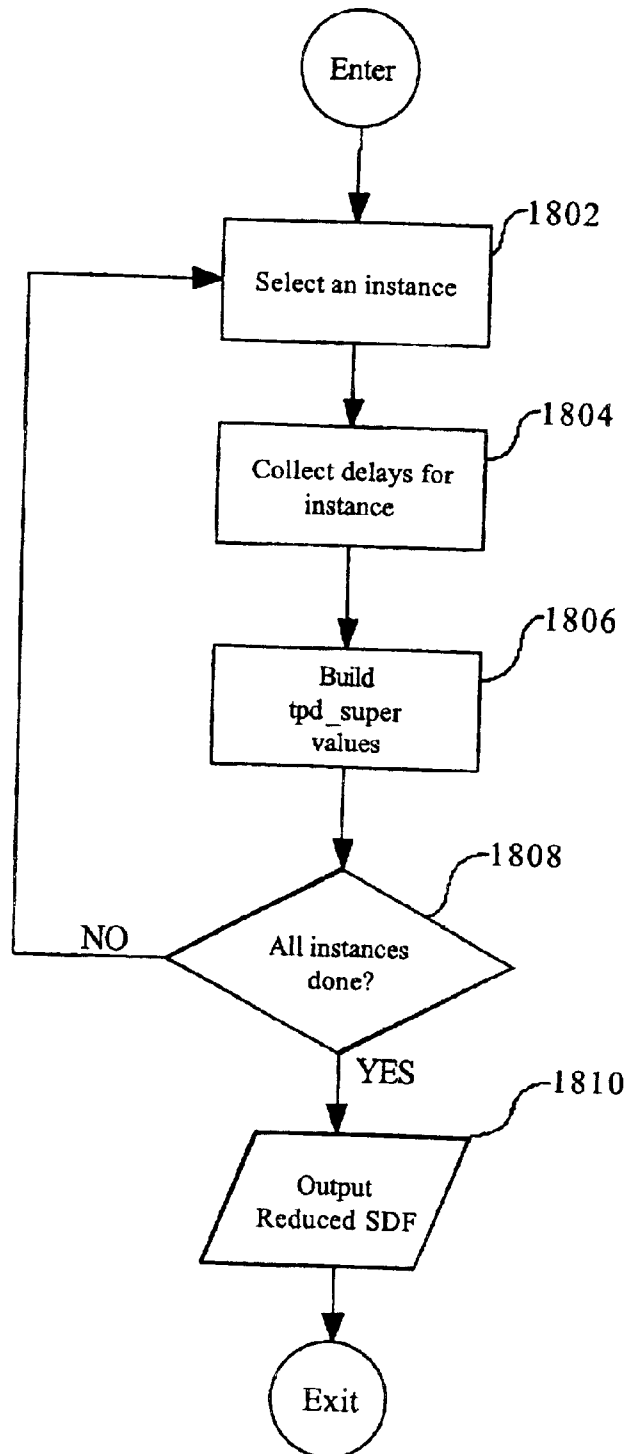 Enter
1802
Select an instance
1804
Collect delays for
instance
1806
Build
tpd_super
values
1808
NO
All instances
done?
YES
1810
Output
Reduced SDF
Exit